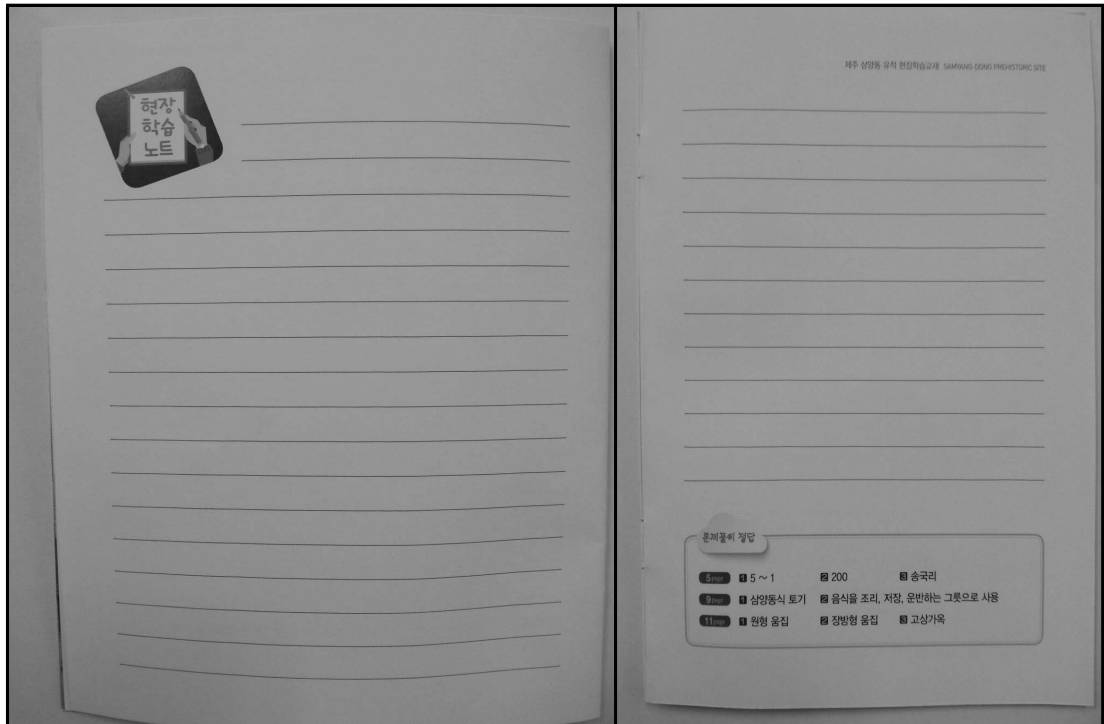 현장
학습
노트
제주 삼양동 유적 현장학습교재 SAMYANG-DONG PREHISTORIC SITE
문제풀이 정답
5page 1 5 ~ 1 2 200 3 송국리
9page 1 삼양동식 토기 2 음식을 조리, 저장, 운반하는 그릇으로 사용
11page 1 원형 움집 2 장방형 움집 3 고상가옥